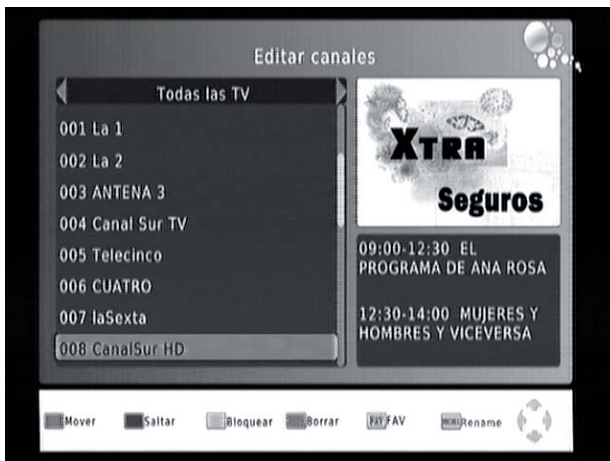 Editar canales
Todas las TV
001 La 1
002 La 2
003 ANTENA 3
004 Canal Sur TV
005 Telecinco
006 CUATRO
007 laSexta
008 CanalSur HD
XTRA
Seguros
09:00-12:30 EL
PROGRAMA DE ANA ROSA
12:30-14:00 MUJERES Y
HOMBRES Y VICEVERSA
Mover Saltar Bloquear Borrar FAV FAV MENU Rename